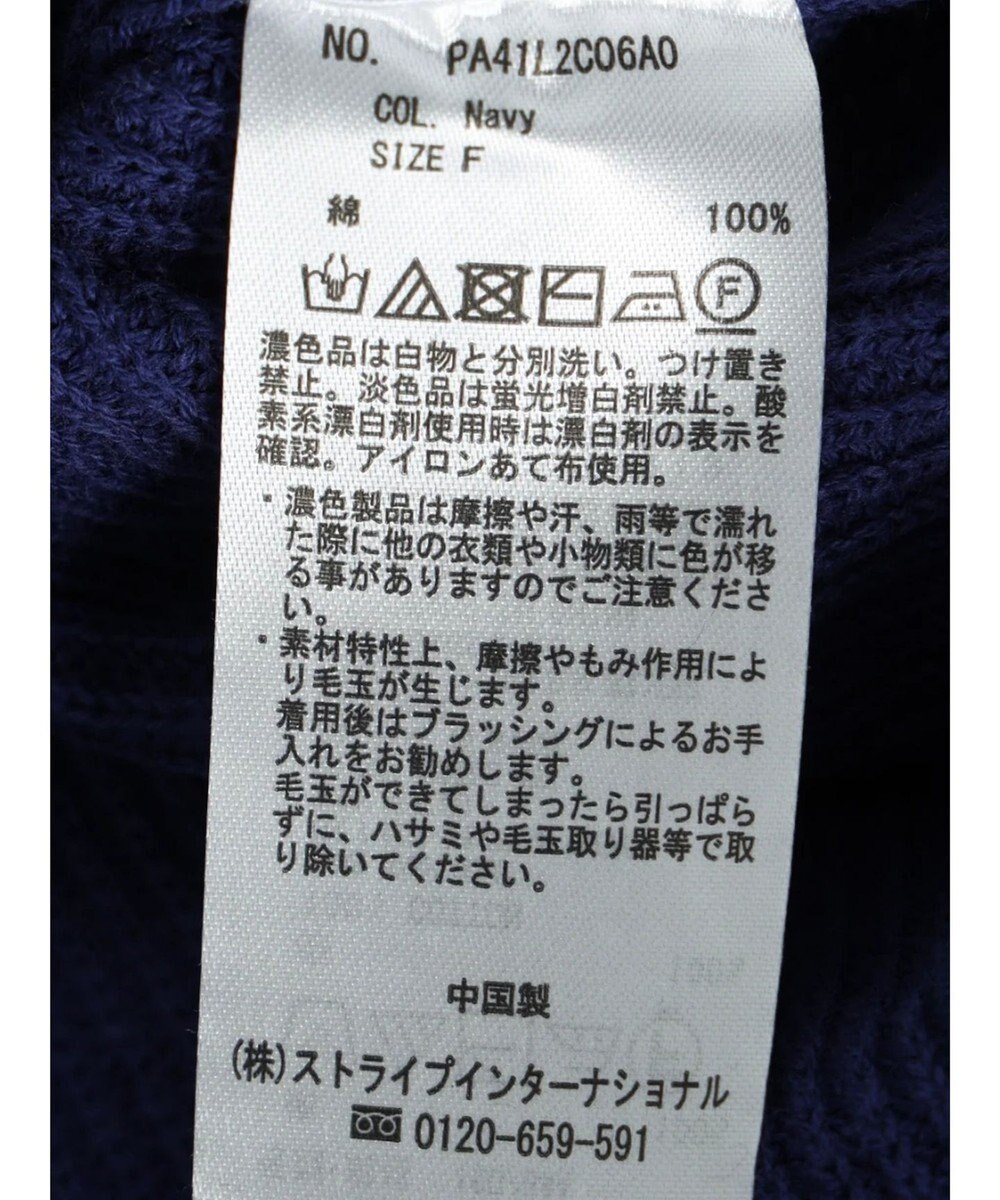 NO. PA41L2C06A0
COL. Navy
SIZE F
綿 100%
F
濃色品は白物と分別洗い。つけ置き
禁止。淡色品は蛍光増白剤禁止。酸
素系漂白剤使用時は漂白剤の表示を
確認。アイロンあて布使用。
・濃色製品は摩擦や汗、雨等で濡れ
た際に他の衣類や小物類に色が移
る事がありますのでご注意くださ
い。
・素材特性上、摩擦やもみ作用によ
り毛玉が生じます。
着用後はブラッシングによるお手
入れをお勧めします。
毛玉ができてしまったら引っぱら
ずに、ハサミや毛玉取り器等で取
り除いてください。
中国製
(株)ストライプインターナショナル
0120-659-591